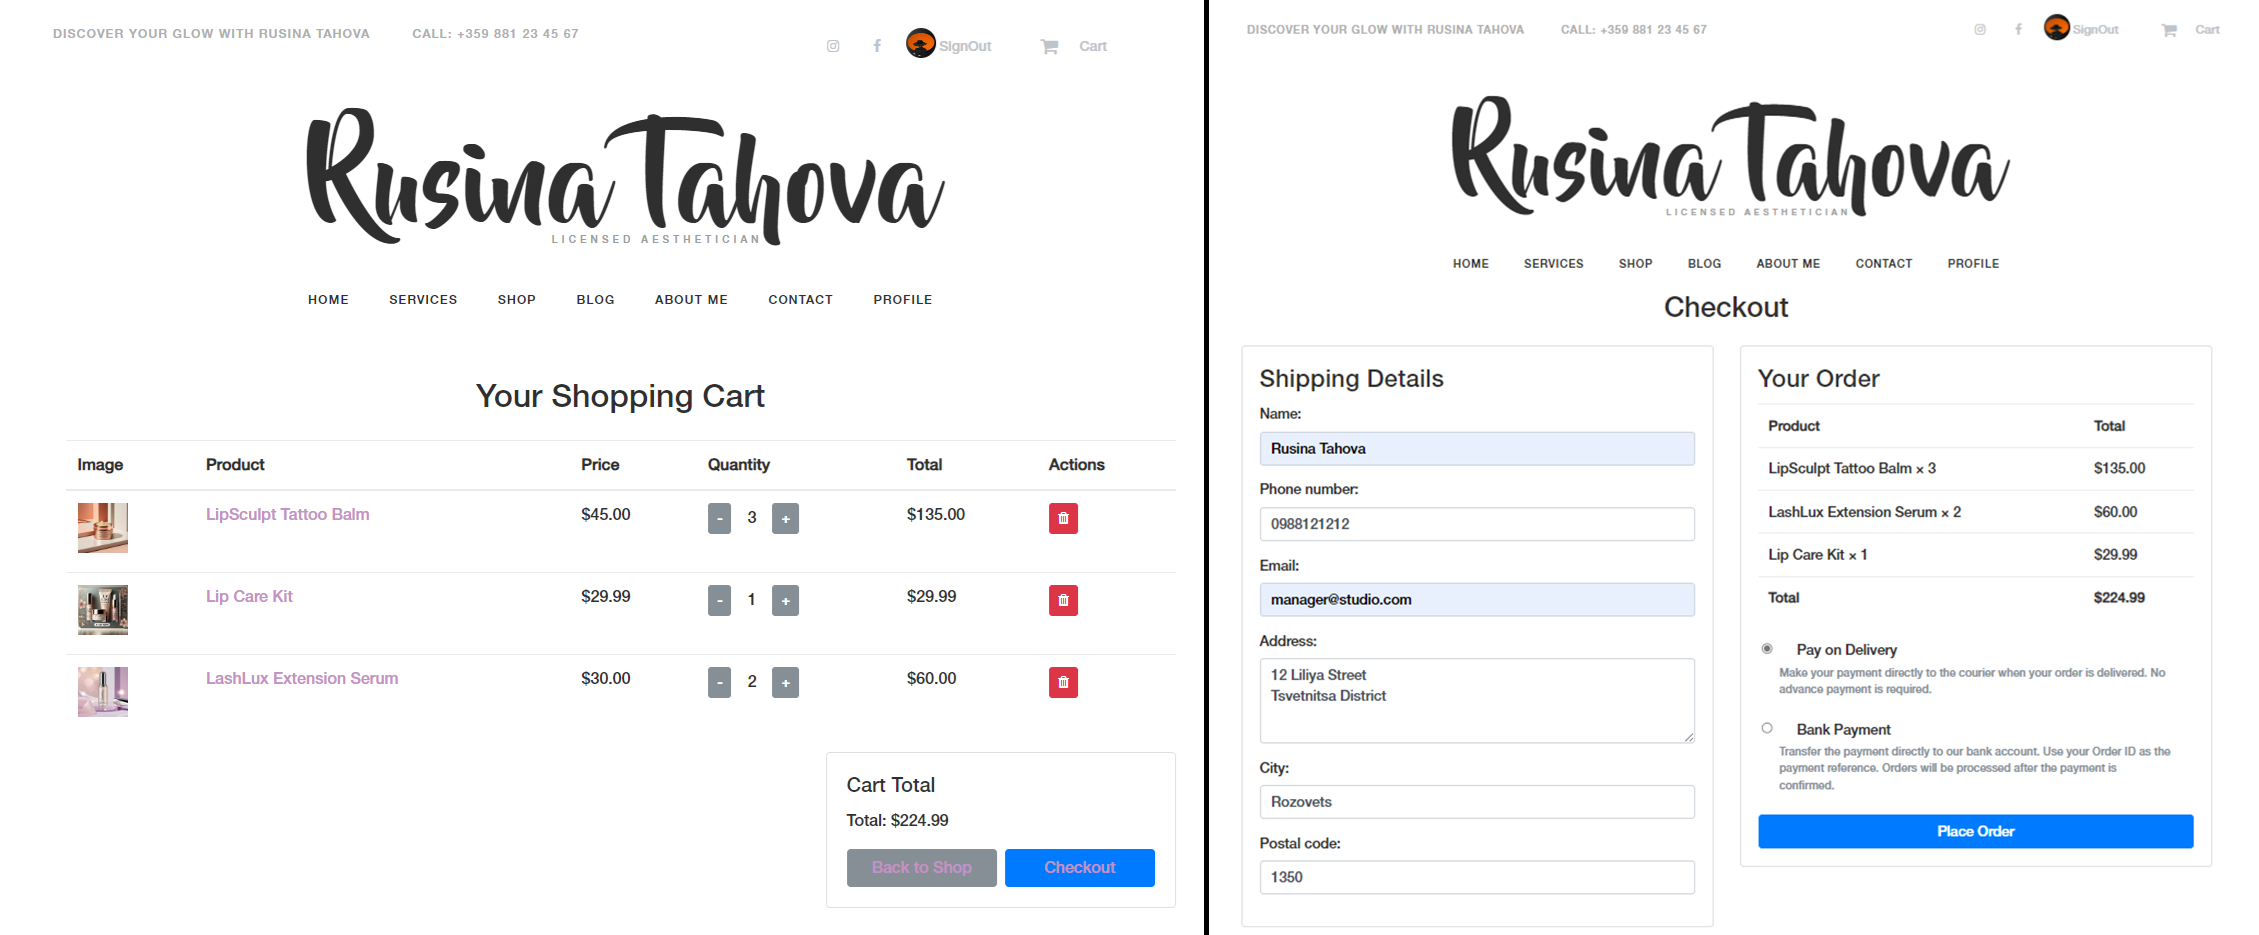 DISCOVER YOUR GLOW WITH RUSINA TAHOVA CALL: +359 881 23 45 67
SignOut Cart
Rusina Tahova
LICENSED AESTHETICIAN
HOME SERVICES SHOP BLOG ABOUT ME CONTACT PROFILE
Your Shopping Cart
Image Product Price Quantity Total Actions
LipSculpt Tattoo Balm $45.00 - 3 + $135.00
Lip Care Kit $29.99 - 1 + $29.99
LashLux Extension Serum $30.00 - 2 + $60.00
Cart Total
Total: $224.99
Back to Shop Checkout
DISCOVER YOUR GLOW WITH RUSINA TAHOVA CALL: +359 881 23 45 67
SignOut Cart
Rusina Tahova
LICENSED AESTHETICIAN
HOME SERVICES SHOP BLOG ABOUT ME CONTACT PROFILE
Checkout
Shipping Details
Name:
Rusina Tahova
Phone number:
0988121212
Email:
manager@studio.com
Address:
12 Liliya Street
Tsvetnitsa District
City:
Rozovets
Postal code:
1350
Your Order
Product Total
LipSculpt Tattoo Balm × 3 $135.00
LashLux Extension Serum × 2 $60.00
Lip Care Kit × 1 $29.99
Total $224.99
Pay on Delivery
Make your payment directly to the courier when your order is delivered. No
advance payment is required.
Bank Payment
Transfer the payment directly to our bank account. Use your Order ID as the
payment reference. Orders will be processed after the payment is
confirmed.
Place Order